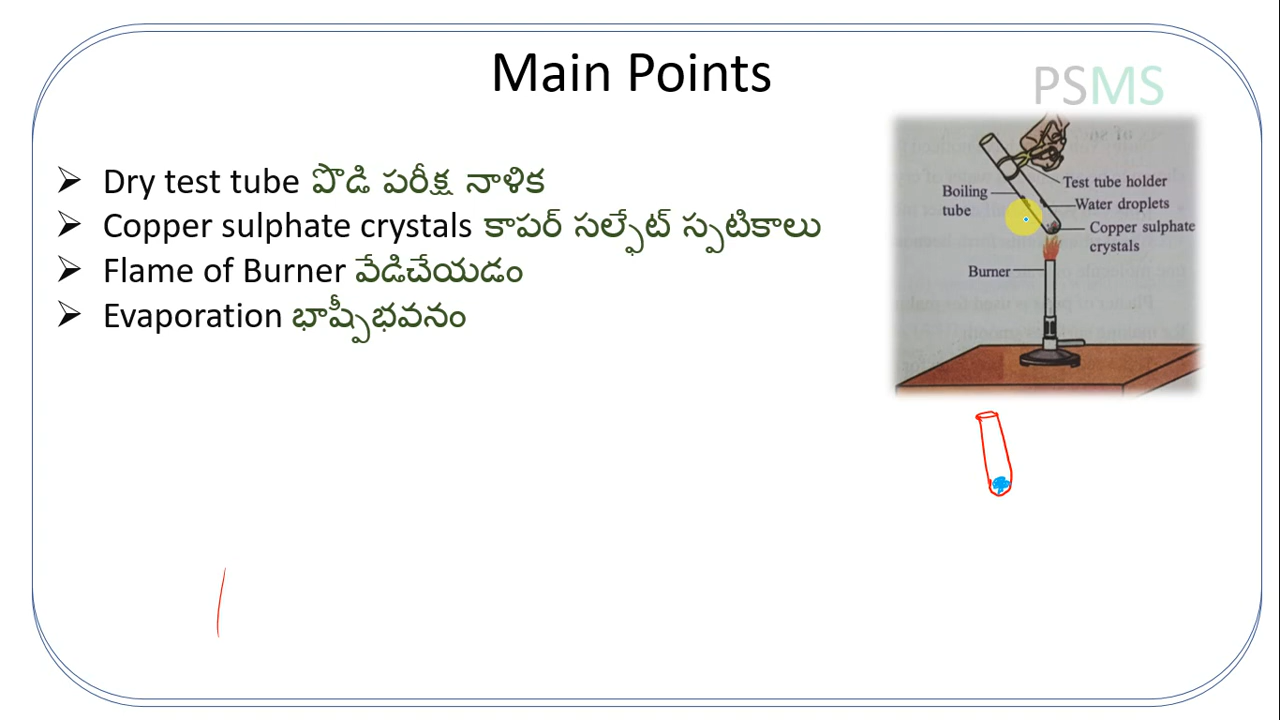 Main Points
PSMS
Dry test tube పొడి పరీక్ష నాళిక
Copper sulphate crystals కాపర్ సల్ఫేట్ స్పటికాలు
Flame of Burner వేడిచేయడం
Evaporation భాష్పీభవనం
Boiling
tube
Test tube holder
Water droplets
Copper sulphate
crystals
Burner